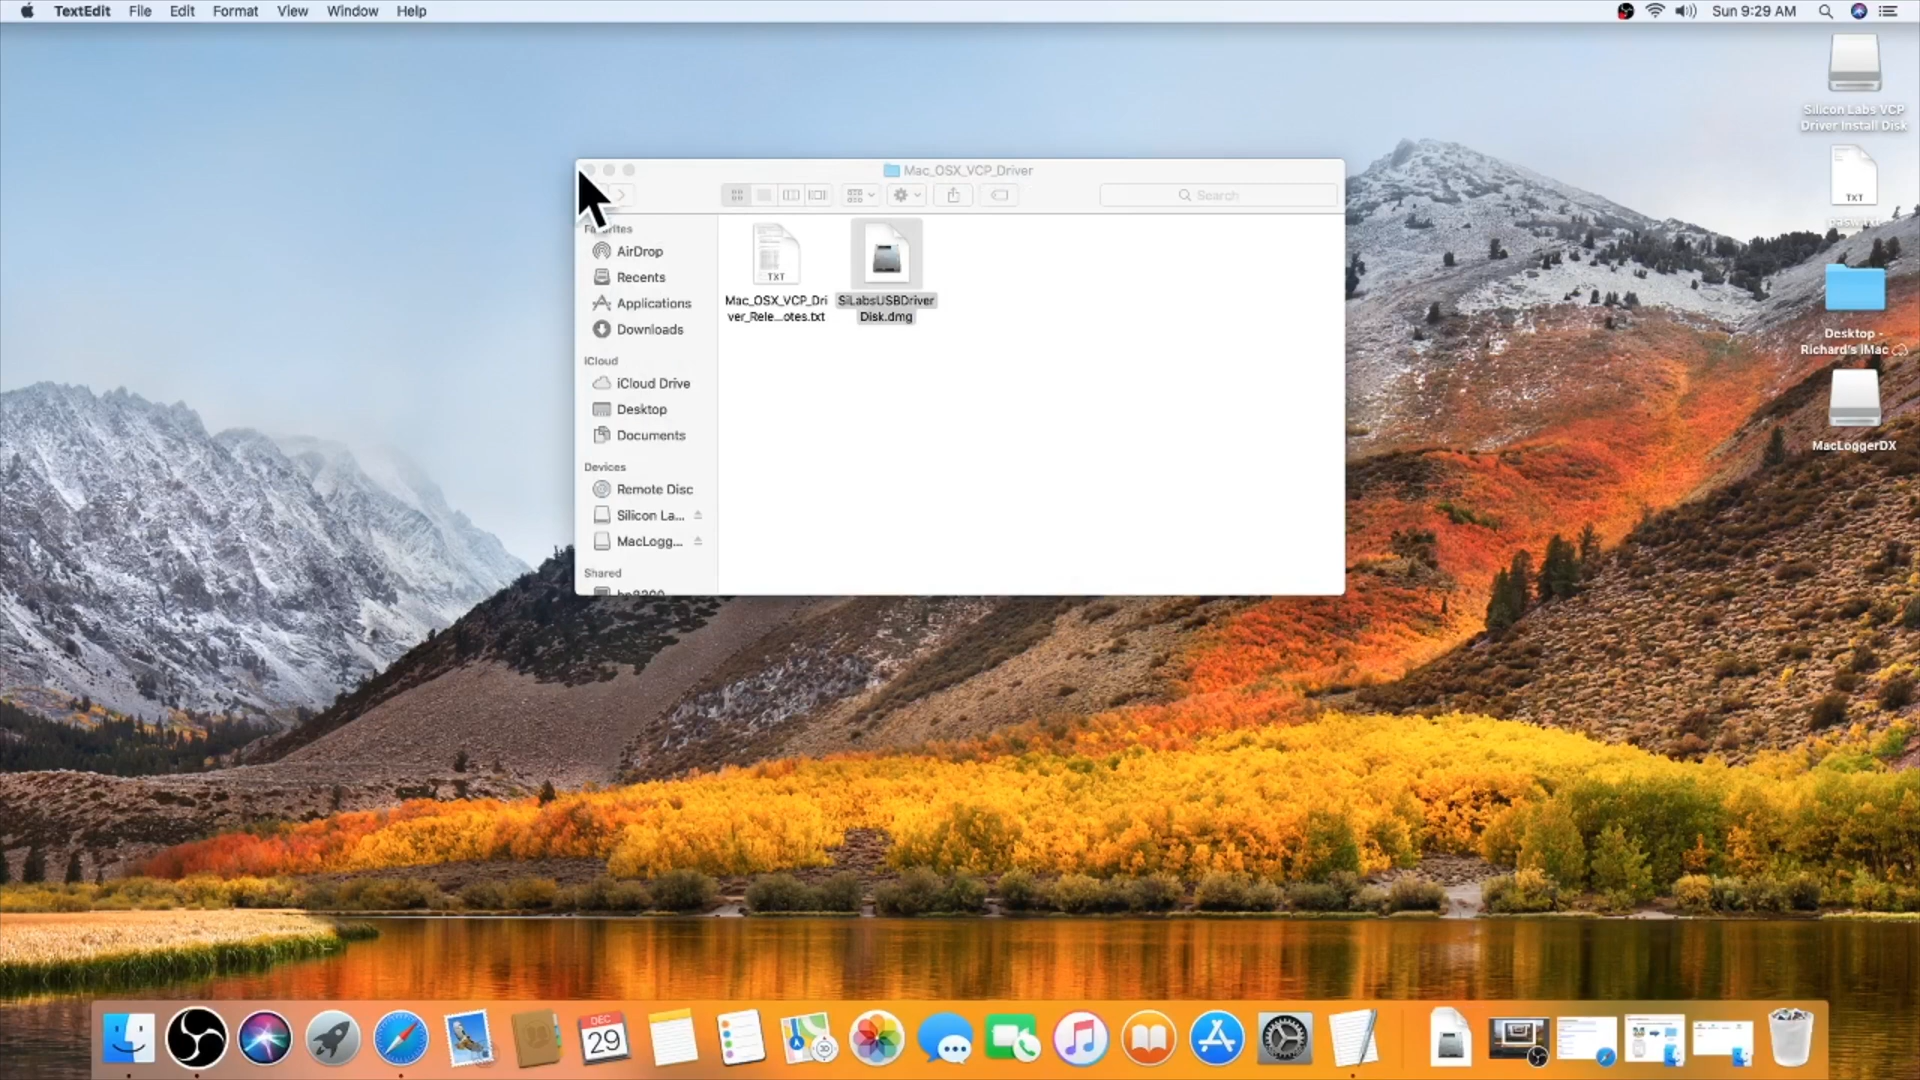 TextEdit File Edit Format View Window Help Sun 9:29 AM
Mac_OSX_VCP_Driver
Search
AirDrop
Recents
Applications
Downloads
iCloud
iCloud Drive
Desktop
Documents
Devices
Remote Disc
Silicon La...
MacLogg...
Shared
TXT
Mac_OSX_VCP_Dri
ver_Rele...otes.txt
SiLabsUSBDriver
Disk.dmg
Silicon Labs VCP
Driver Install Disk
TXT
Desktop -
Richard's iMac
MacLoggerDX
DEC
29
3D